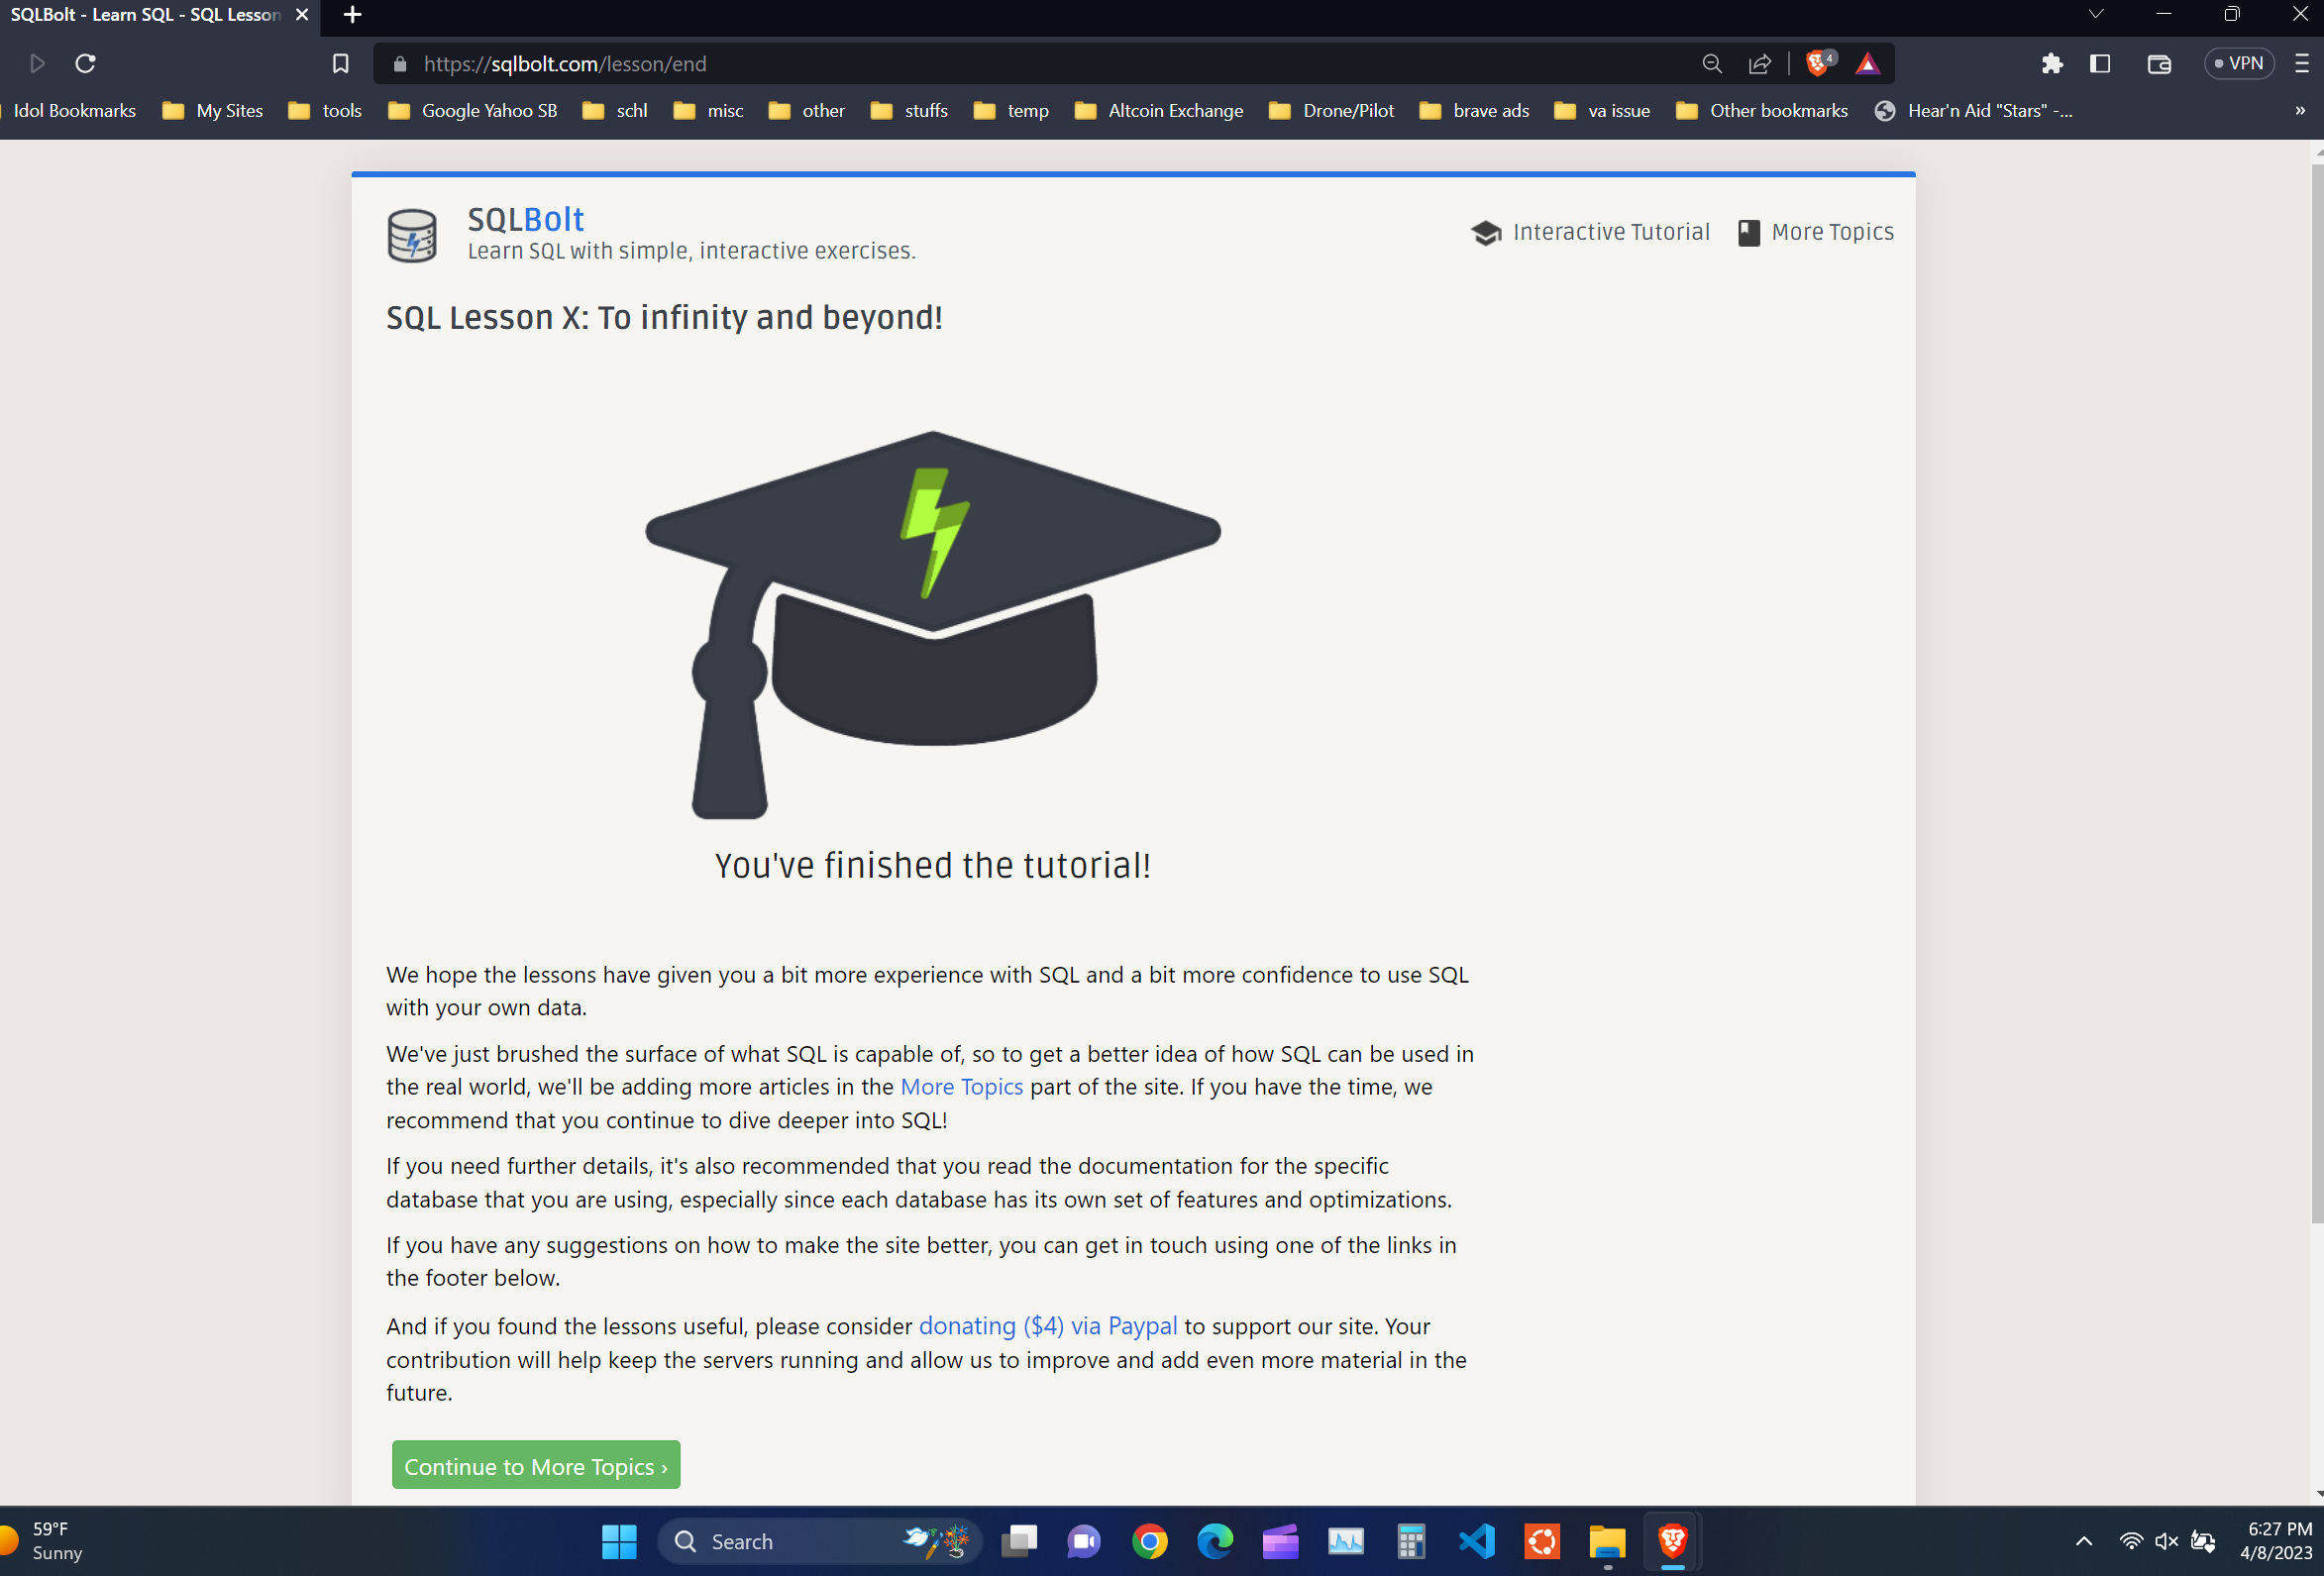 SQLBolt - Learn SQL - SQL Lesson
https://sqlbolt.com/lesson/end
4
VPN
Idol Bookmarks My Sites tools Google Yahoo SB schl misc other stuffs temp Altcoin Exchange Drone/Pilot brave ads va issue Other bookmarks Hear'n Aid "Stars" -... »
SQLBolt
Learn SQL with simple, interactive exercises.
Interactive Tutorial More Topics
SQL Lesson X: To infinity and beyond!
You've finished the tutorial!
We hope the lessons have given you a bit more experience with SQL and a bit more confidence to use SQL
with your own data.
We've just brushed the surface of what SQL is capable of, so to get a better idea of how SQL can be used in
the real world, we'll be adding more articles in the More Topics part of the site. If you have the time, we
recommend that you continue to dive deeper into SQL!
If you need further details, it's also recommended that you read the documentation for the specific
database that you are using, especially since each database has its own set of features and optimizations.
If you have any suggestions on how to make the site better, you can get in touch using one of the links in
the footer below.
And if you found the lessons useful, please consider donating ($4) via Paypal to support our site. Your
contribution will help keep the servers running and allow us to improve and add even more material in the
future.
Continue to More Topics ›
59°F
Sunny
Search
6:27 PM
4/8/2023